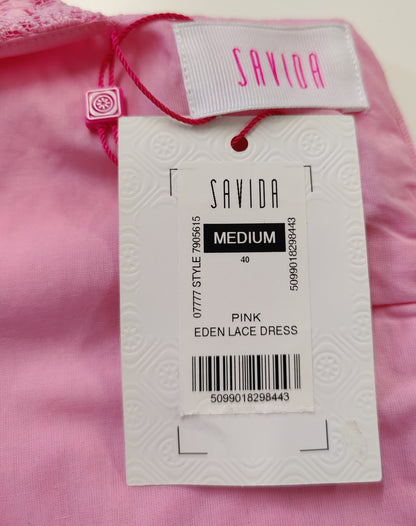 SAVIDA
SAVIDA
MEDIUM
40
07777 STYLE 7905615
5099018298443
PINK
EDEN LACE DRESS
5099018298443